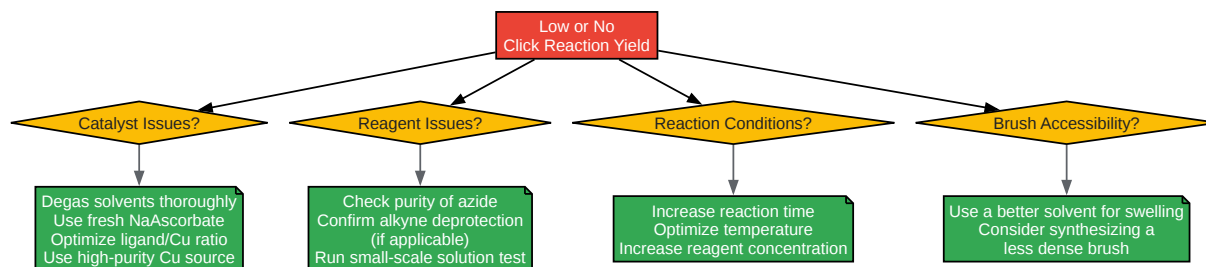 Low or No
Click Reaction Yield
Catalyst Issues?
Reagent Issues?
Reaction Conditions?
Brush Accessibility?
Degas solvents thoroughly
Use fresh NaAscorbate
Optimize ligand/Cu ratio
Use high-purity Cu source
Check purity of azide
Confirm alkyne deprotection
(if applicable)
Run small-scale solution test
Increase reaction time
Optimize temperature
Increase reagent concentration
Use a better solvent for swelling
Consider synthesizing a
less dense brush